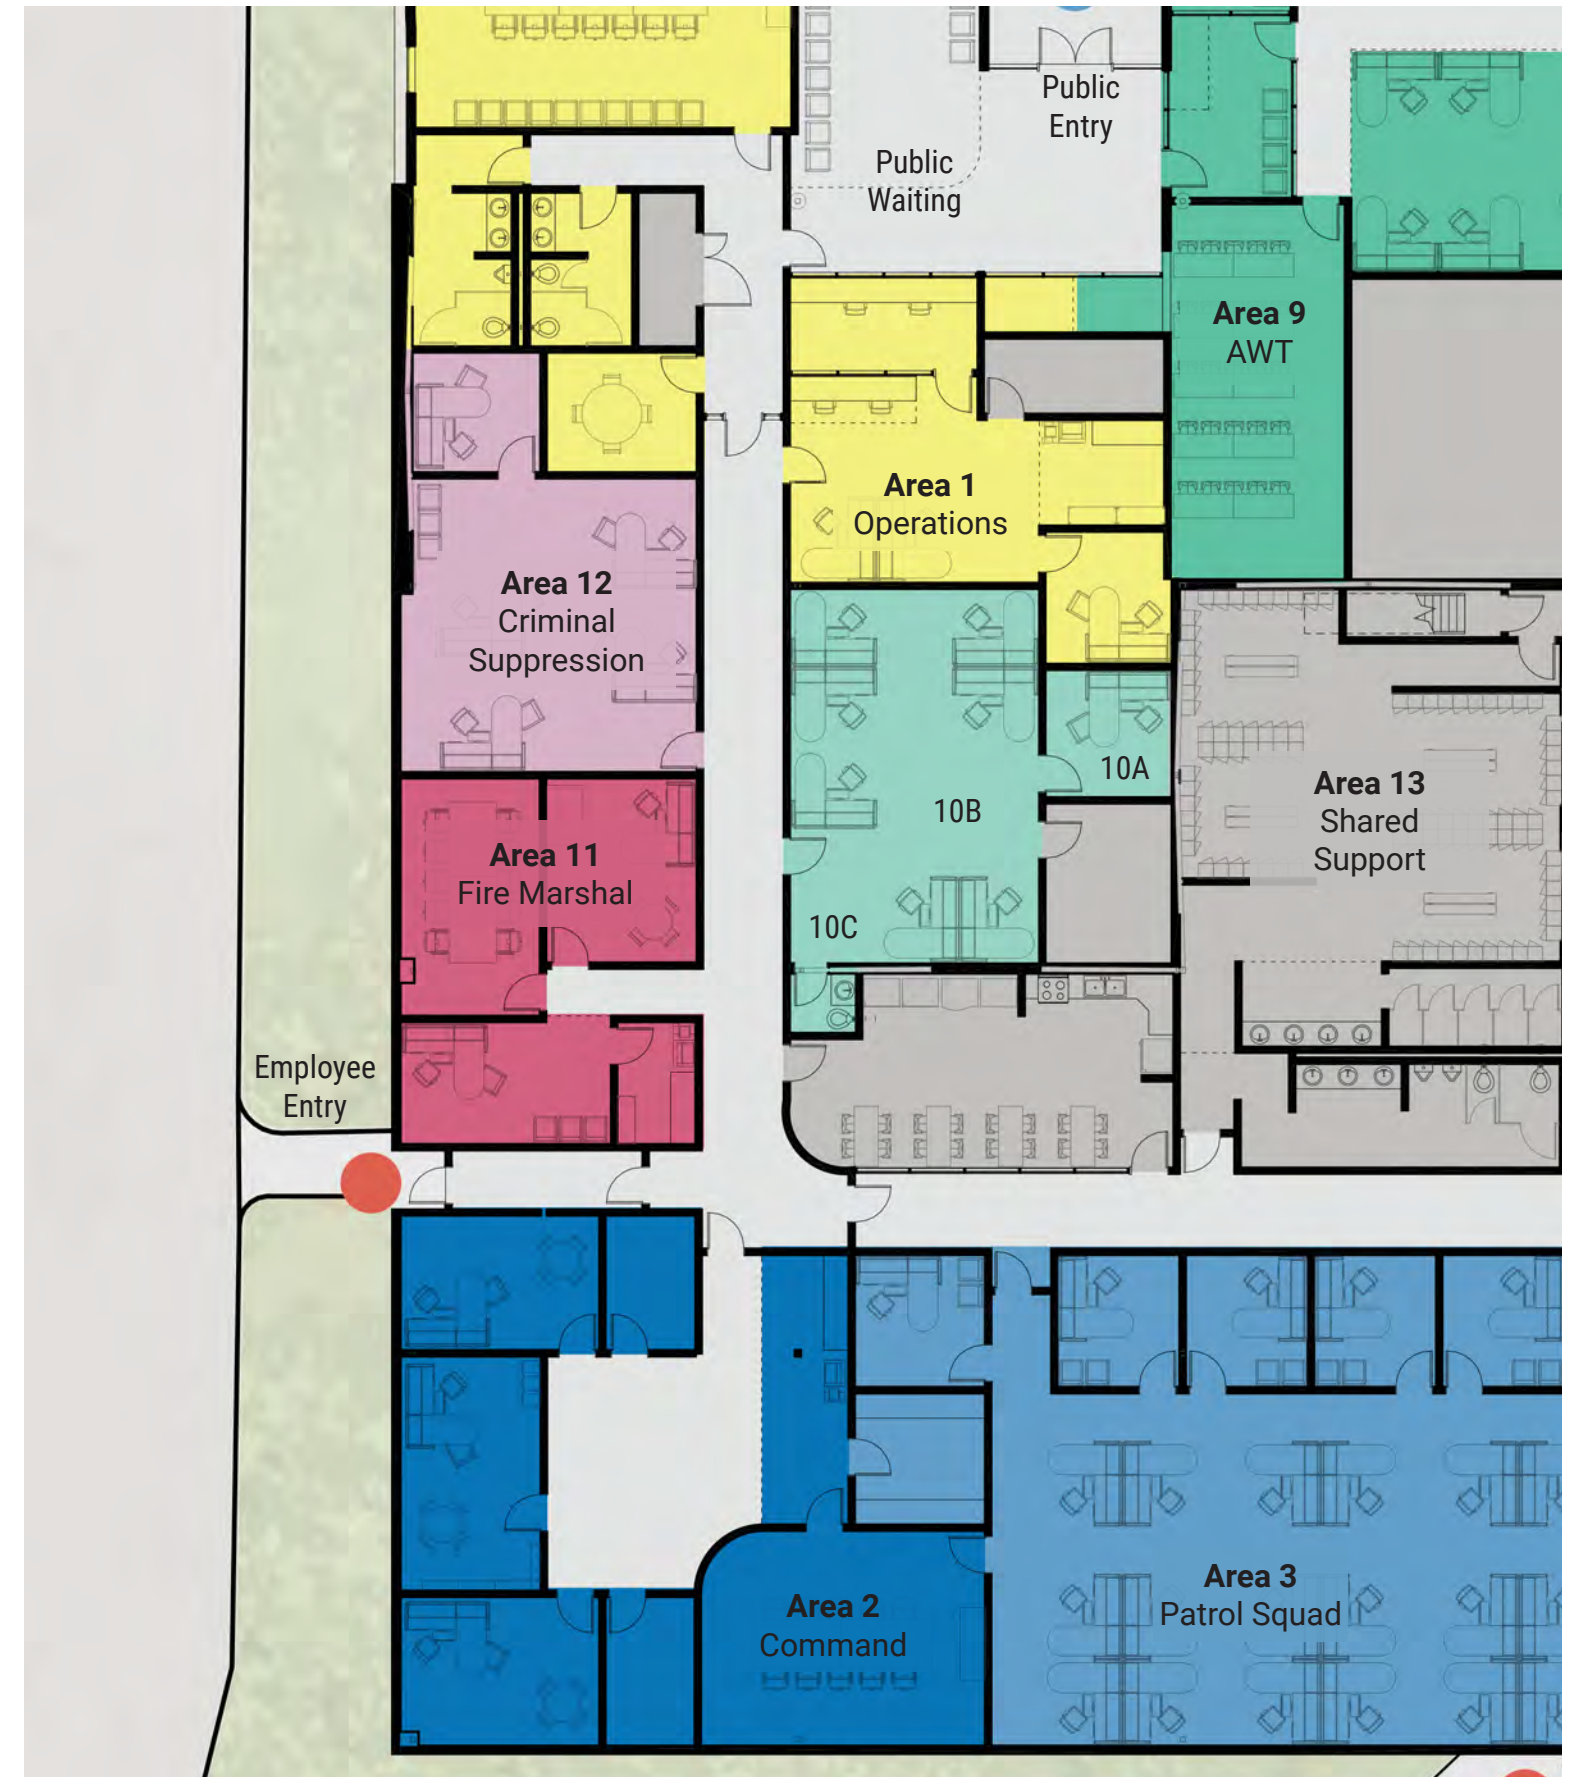 Public
Entry
Public
Waiting
Area 9
AWT
Area 1
Operations
Area 12
Criminal
Suppression
10A
10B
Area 13
Shared
Support
Area 11
Fire Marshal
10C
Employee
Entry
Area 3
Patrol Squad
Area 2
Command